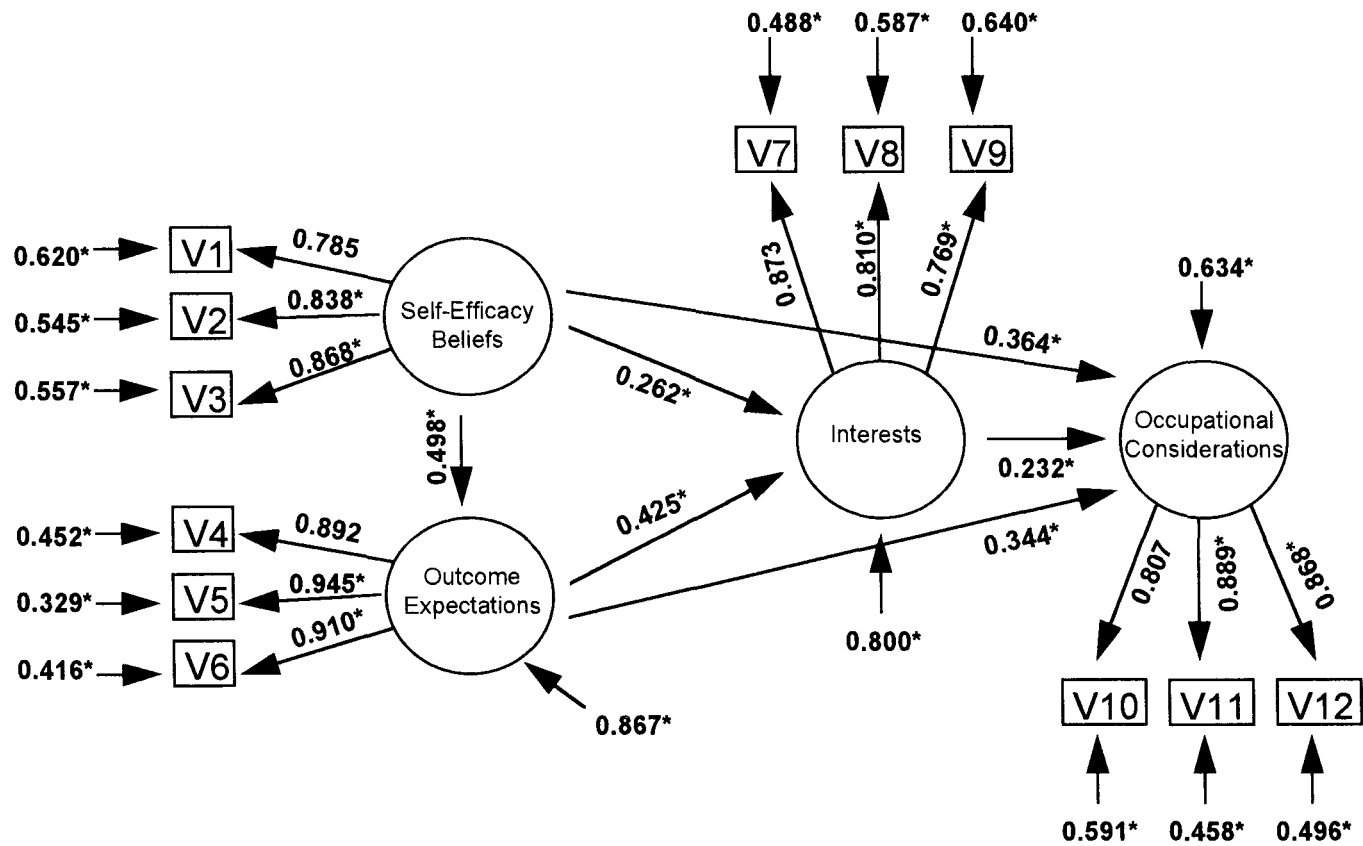 0.488* 0.587* 0.640*
V7 V8 V9
0.620* V1 0.785
0.545* V2 0.838*
0.557* V3 0.868*
Self-Efficacy
Beliefs
0.873 0.810* 0.769*
0.634*
0.364*
0.262*
0.498*
Interests
Occupational
Considerations
0.232*
0.425*
0.344*
0.452* V4 0.892
0.329* V5 0.945*
0.416* V6 0.910*
Outcome
Expectations
0.867*
0.800*
0.807 0.889* 0.868*
V10 V11 V12
0.591* 0.458* 0.496*